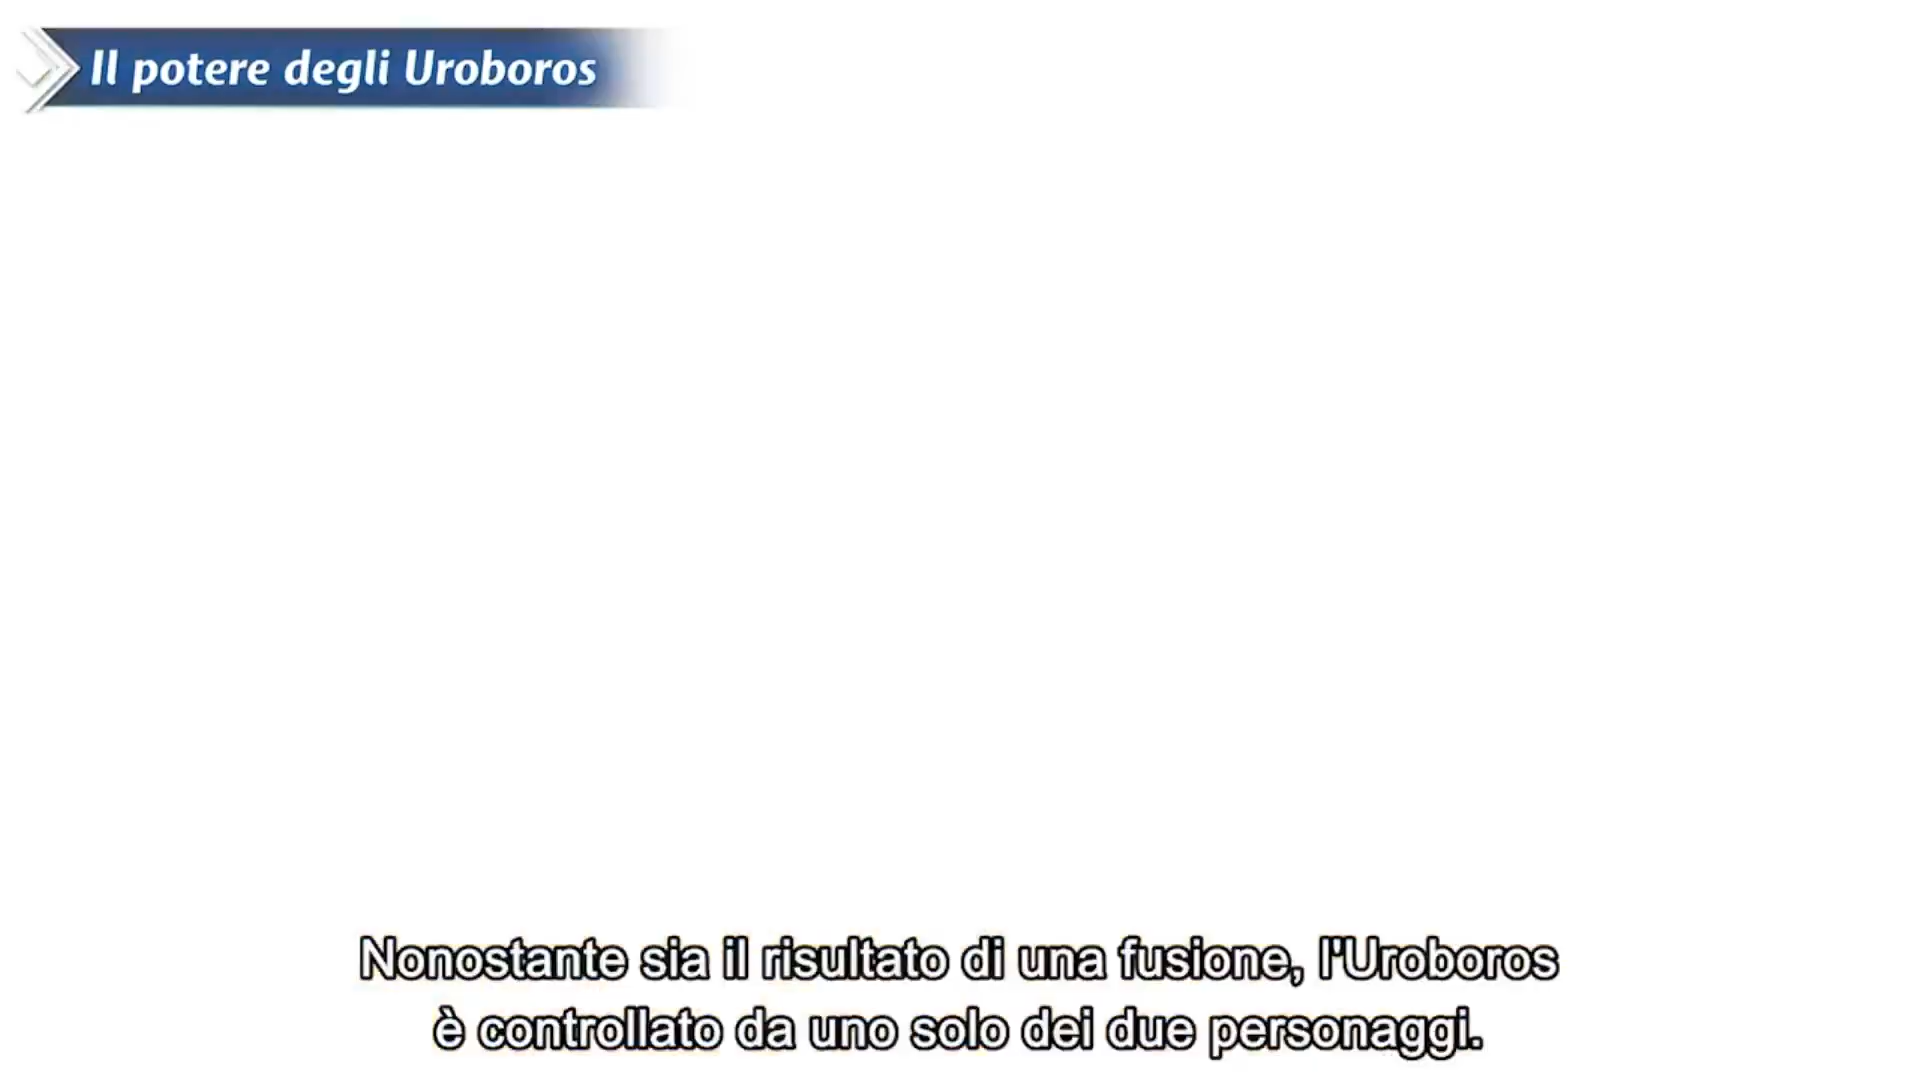 Il potere degli Uroboros
Nonostante sia il risultato di una fusione, l'Uroboros
è controllato da uno solo dei due personaggi.